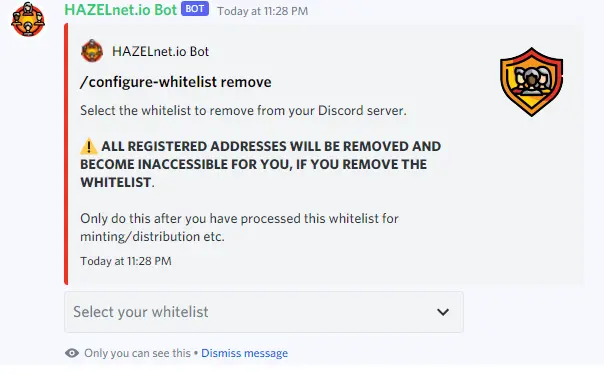 HAZELnet.io Bot BOT Today at 11:28 PM
HAZELnet.io Bot
/configure-whitelist remove
Select the whitelist to remove from your Discord server.
⚠️ ALL REGISTERED ADDRESSES WILL BE REMOVED AND
BECOME INACCESSIBLE FOR YOU, IF YOU REMOVE THE
WHITELIST.
Only do this after you have processed this whitelist for
minting/distribution etc.
Today at 11:28 PM
Select your whitelist
Only you can see this • Dismiss message